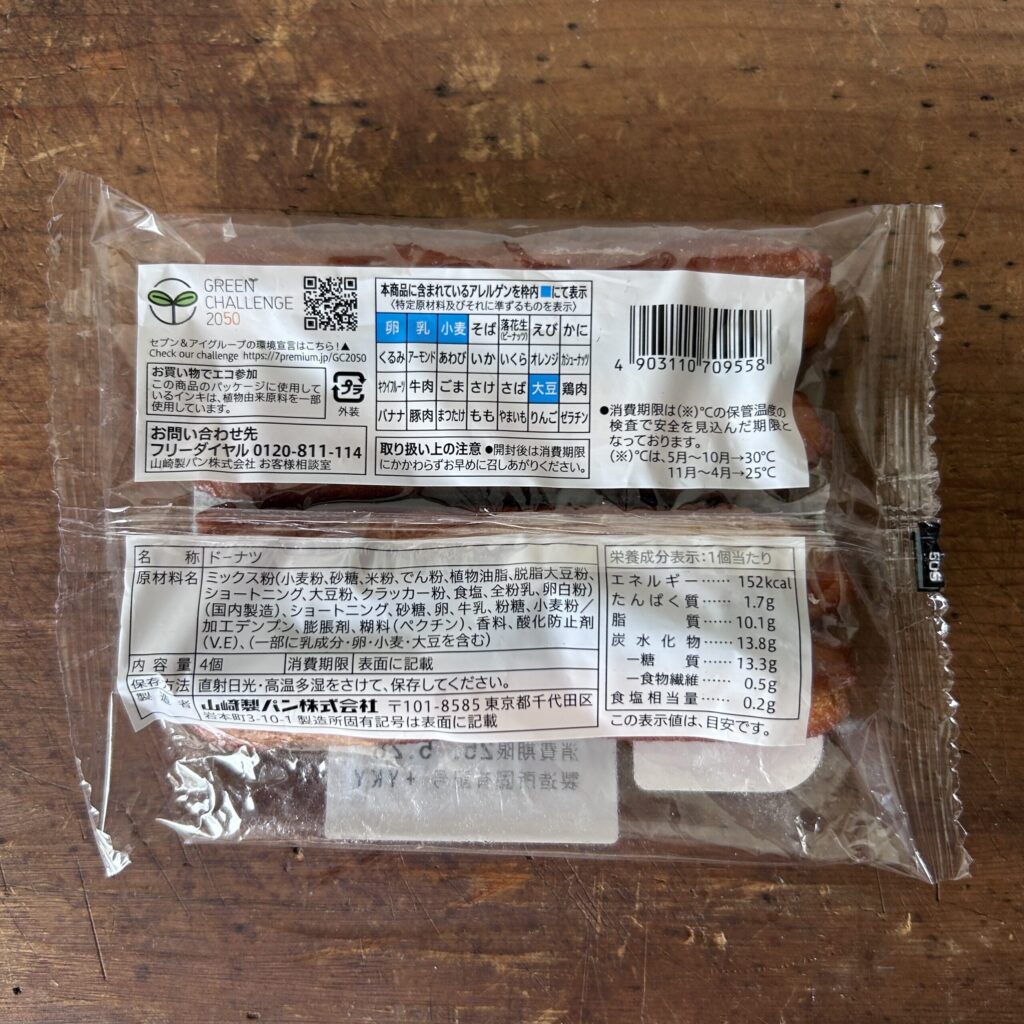 GREEN
CHALLENGE
2050
セブン&アイグループの環境宣言はこちら!▲
Check our challenge https://7premium.jp/GC2050
お買い物でエコ参加
この商品のパッケージに使用して
いるインキは、植物由来原料を一部
使用しています。
プラ
外装
お問い合わせ先
フリーダイヤル 0120-811-114
山崎製パン株式会社 お客様相談室
本商品に含まれているアレルゲンを枠内■にて表示
〈特定原材料及びそれに準ずるものを表示〉
卵 乳 小麦 そば 落花生(ピーナッツ) えび かに
くるみ アーモンド あわび いか いくら オレンジ カシューナッツ
キウイフルーツ 牛肉 ごま さけ さば 大豆 鶏肉
バナナ 豚肉 まつたけ もも やまいも りんご ゼラチン
取り扱い上の注意 ●開封後は消費期限
にかかわらずお早めに召しあがりください。
4 903110 709558
●消費期限は(※)℃の保管温度の
検査で安全を見込んだ期限と
なっております。
(※)℃は、5月~10月→30℃
11月~4月→25℃
名称 ドーナツ
原材料名 ミックス粉(小麦粉、砂糖、米粉、でん粉、植物油脂、脱脂大豆粉、
ショートニング、大豆粉、クラッカー粉、食塩、全粉乳、卵白粉)
(国内製造)、ショートニング、砂糖、卵、牛乳、粉糖、小麦粉/
加工デンプン、膨脹剤、糊料(ペクチン)、香料、酸化防止剤
(V.E)、(一部に乳成分・卵・小麦・大豆を含む)
内容量 4個 消費期限 表面に記載
保存方法 直射日光・高温多湿をさけて、保存してください。
製造者 山崎製パン株式会社 〒101-8585 東京都千代田区
岩本町3-10-1 製造所固有記号は表面に記載
栄養成分表示:1個当たり
エネルギー…… 152kcal
たんぱく質…… 1.7g
脂質…… 10.1g
炭水化物…… 13.8g
ー糖質…… 13.3g
ー食物繊維…… 0.5g
食塩相当量…… 0.2g
この表示値は、目安です。
消費期限25.
製造所固有記号 +YKY
50S